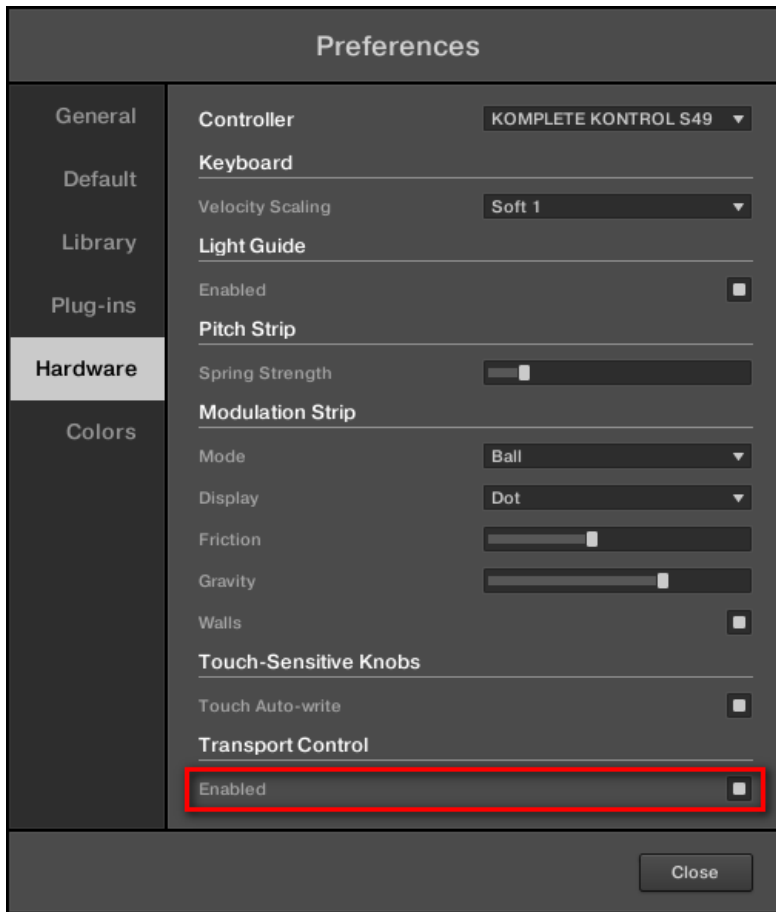 Preferences
General
Default
Library
Plug-ins
Hardware
Colors
Controller KOMPLETE KONTROL S49
Keyboard
Velocity Scaling Soft 1
Light Guide
Enabled
Pitch Strip
Spring Strength
Modulation Strip
Mode Ball
Display Dot
Friction
Gravity
Walls
Touch-Sensitive Knobs
Touch Auto-write
Transport Control
Enabled
Close